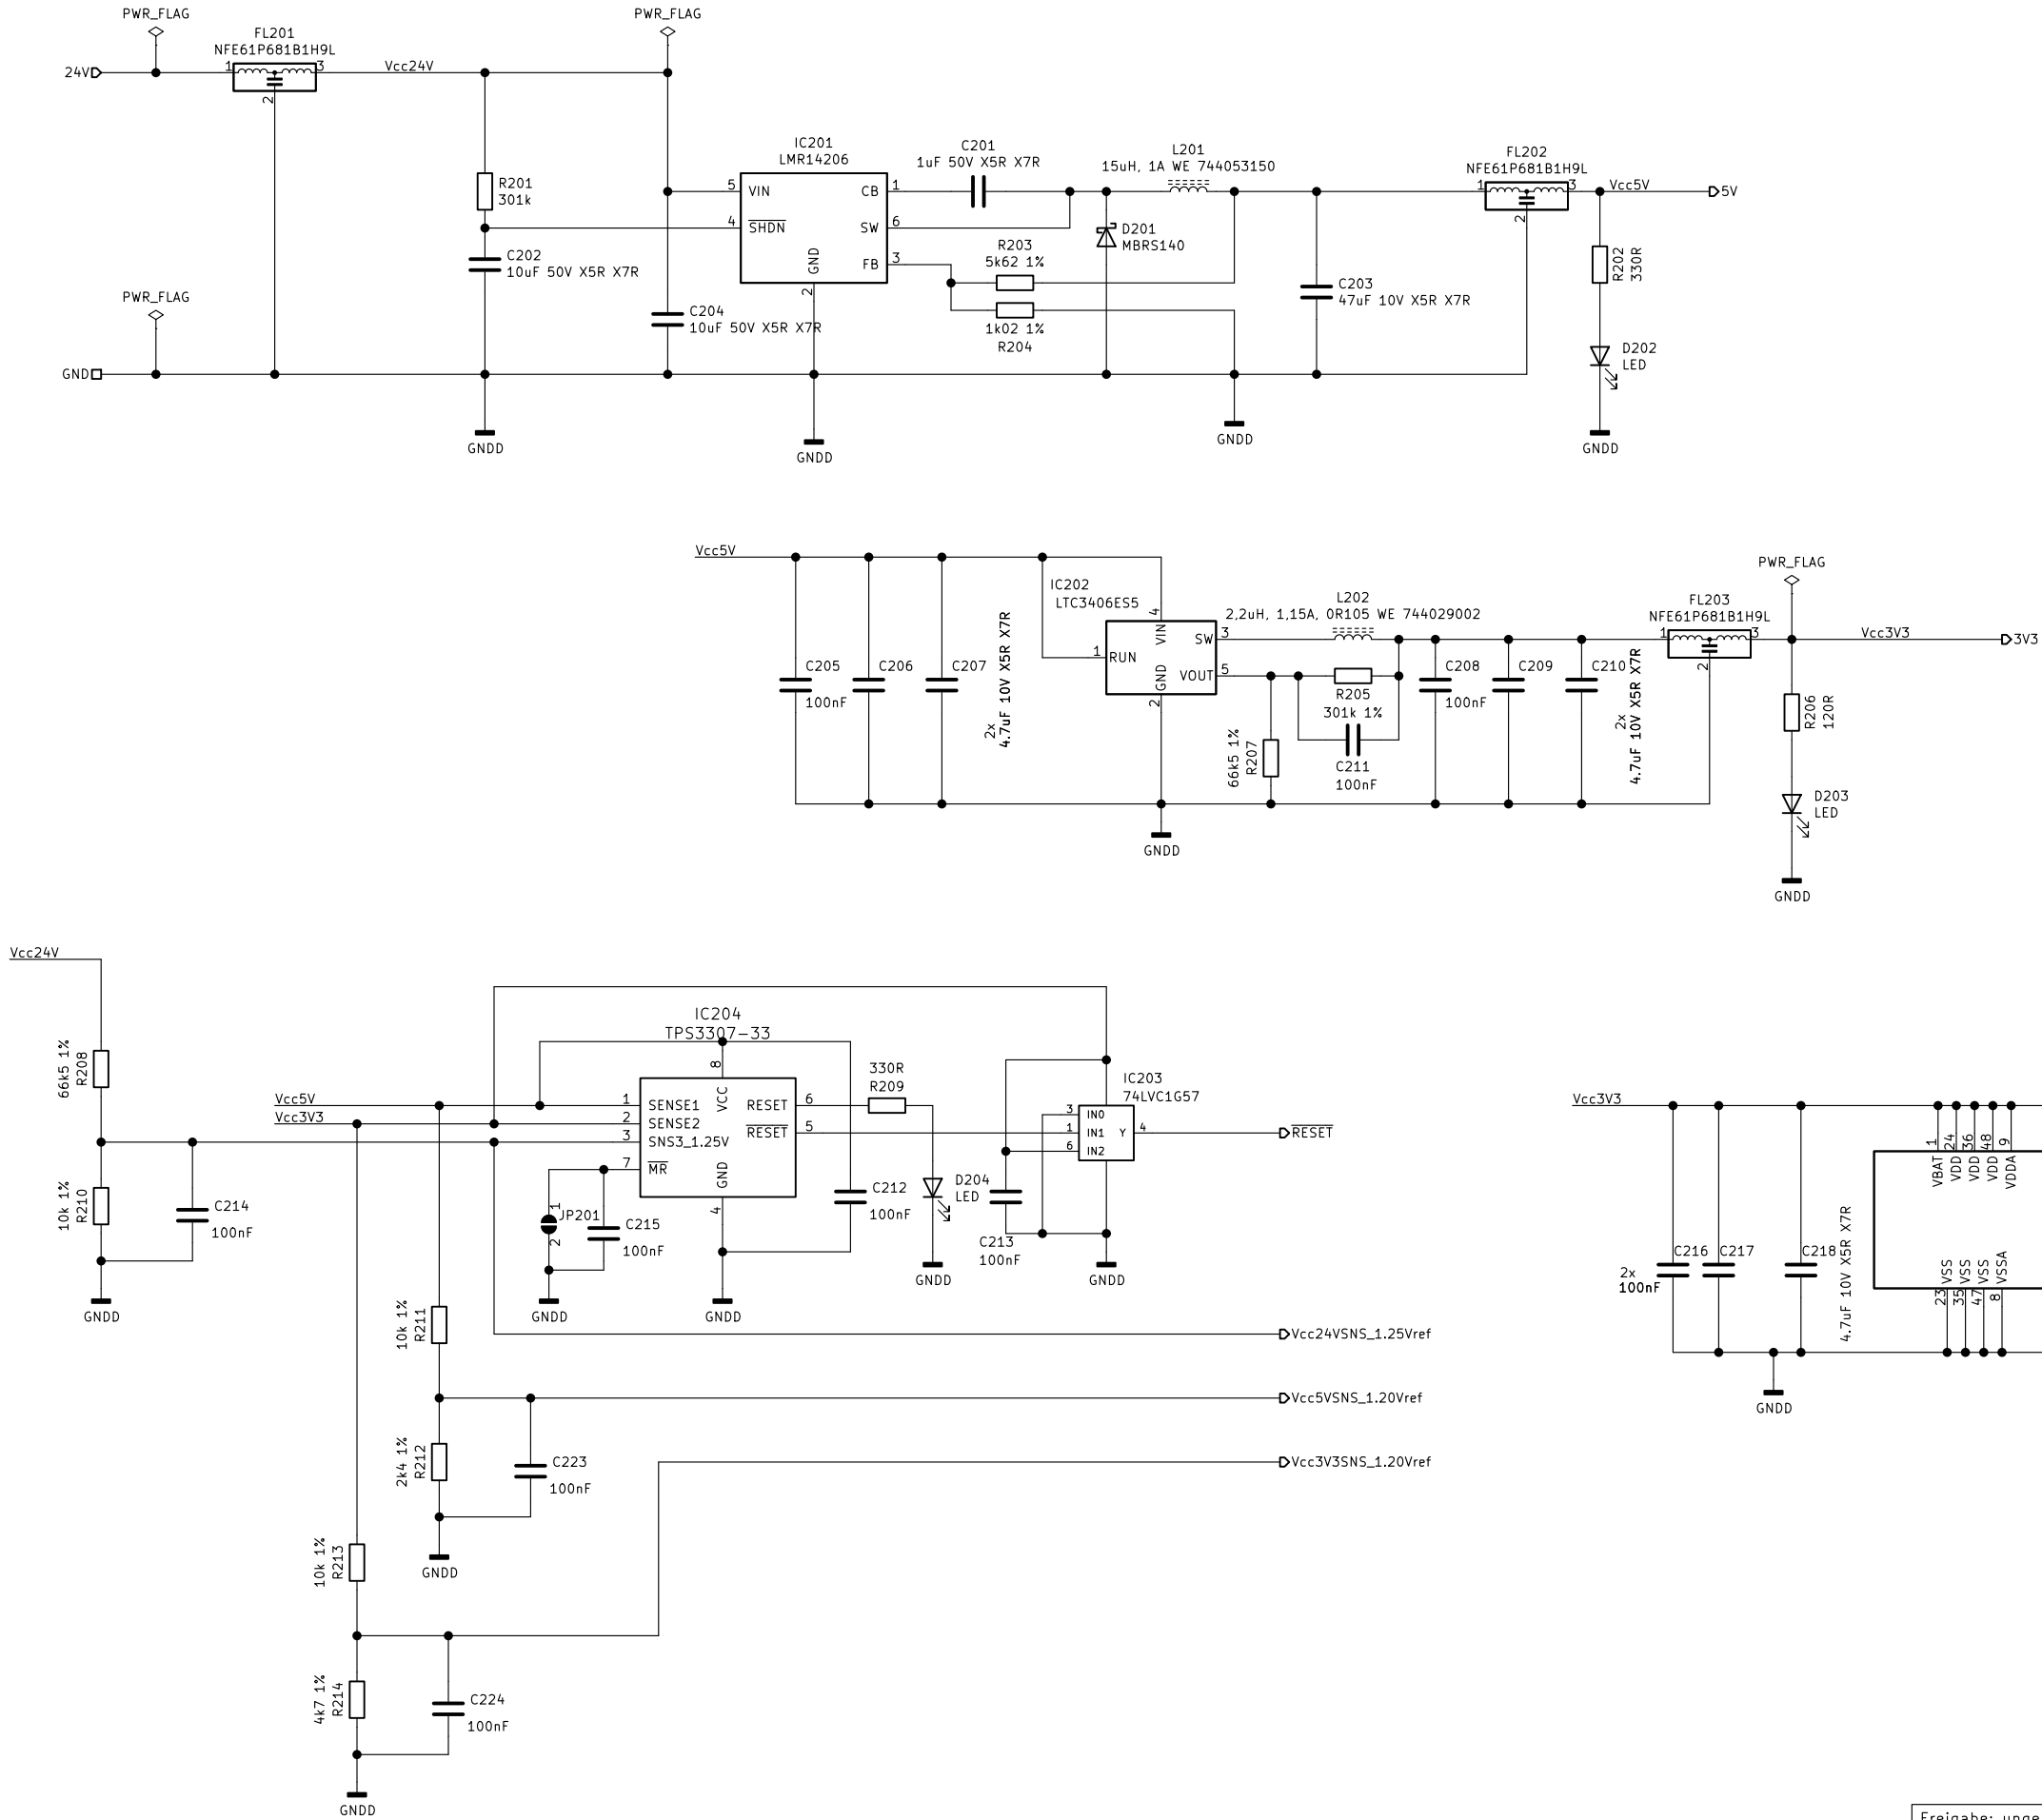 PWR_FLAG
PWR_FLAG
FL201
NFE61P681B1H9L
24V
1
3
2
Vcc24V
IC201
LMR14206
C201
1uF 50V X5R X7R
L201
15uH, 1A WE 744053150
FL202
NFE61P681B1H9L
1
3
2
Vcc5V
5V
R201
301k
5
VIN
CB
1
4
SHDN
SW
6
GND
FB
3
2
D201
MBRS140
R203
5k62 1%
R202
330R
C202
10uF 50V X5R X7R
C203
47uF 10V X5R X7R
PWR_FLAG
C204
10uF 50V X5R X7R
1k02 1%
R204
D202
LED
GND
GNDD
GNDD
GNDD
GNDD
Vcc5V
PWR_FLAG
IC202
LTC3406ES5
L202
2,2uH, 1,15A, 0R105 WE 744029002
FL203
NFE61P681B1H9L
4
VIN
SW
3
1
RUN
GND
VOUT
5
2
1
3
2
Vcc3V3
3V3
C205
100nF
C206
C207
2x
4.7uF 10V X5R X7R
R205
301k 1%
C208
100nF
C209
C210
2x
4.7uF 10V X5R X7R
R206
120R
66k5 1%
R207
C211
100nF
D203
LED
GNDD
GNDD
Vcc24V
IC204
TPS3307-33
66k5 1%
R208
8
VCC
330R
R209
IC203
74LVC1G57
Vcc5V
1
SENSE1
RESET
6
Vcc3V3
2
SENSE2
RESET
5
3
SNS3_1.25V
7
MR
GND
4
3
IN0
1
IN1
Y
4
6
IN2
RESET
Vcc3V3
1
24
36
48
9
VBAT
VDD
VDD
VDD
VDDA
10k 1%
R210
C214
100nF
1
JP201
2
C215
100nF
C212
100nF
D204
LED
C213
100nF
2x
100nF
C216
C217
C218
4.7uF 10V X5R X7R
VSS
VSS
VSS
VSSA
23
35
47
8
GNDD
GNDD
GNDD
GNDD
GNDD
10k 1%
R211
Vcc24VSNS_1.25Vref
Vcc5VSNS_1.20Vref
GNDD
2k4 1%
R212
C223
100nF
Vcc3V3SNS_1.20Vref
10k 1%
R213
GNDD
4k7 1%
R214
C224
100nF
GNDD